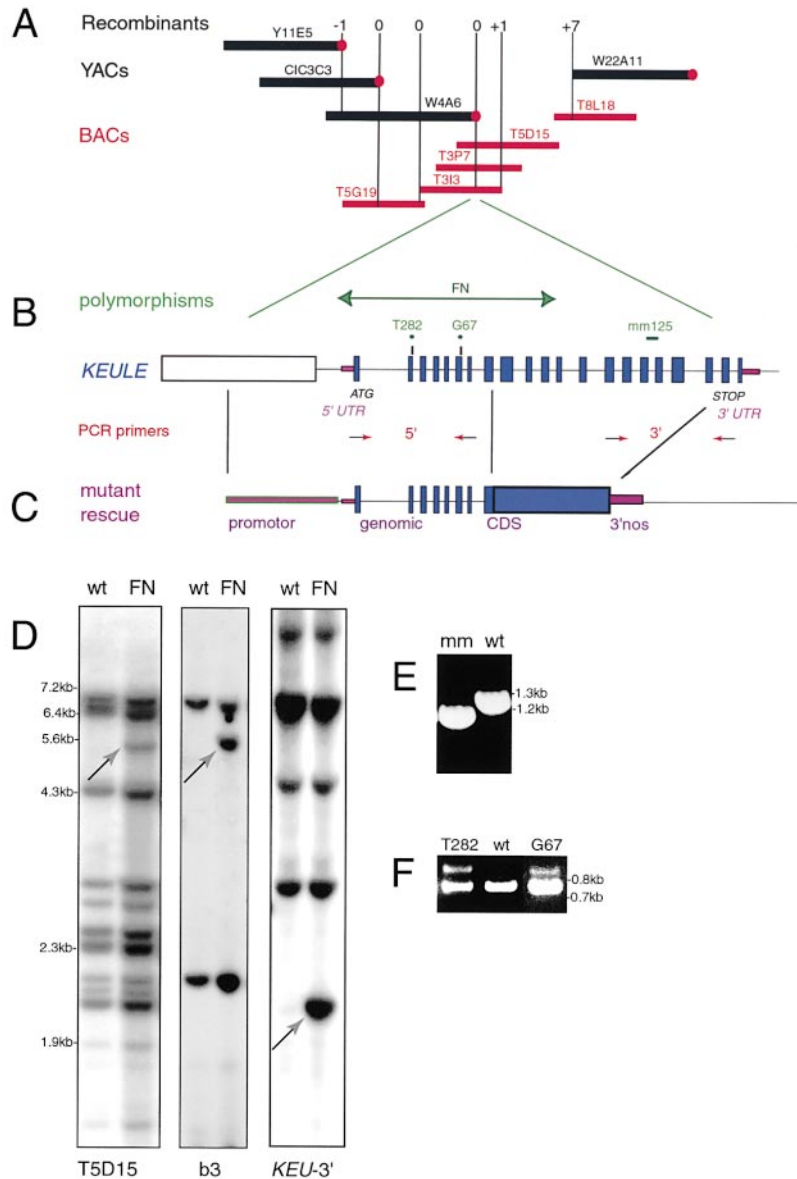 A
Recombinants -1 0 0 0 +1 +7
Y11E5
W22A11
YACs
CIC3C3
W4A6
T8L18
BACs
T5D15
T3P7
T3I3
T5G19
polymorphisms
FN
B
T282 G67 mm125
KEULE
ATG STOP
5' UTR 3' UTR
PCR primers 5' 3'
C
mutant
rescue
promotor genomic CDS 3'nos
D
wt FN wt FN wt FN
7.2kb-
6.4kb-
5.6kb-
4.3kb-
2.3kb-
1.9kb-
T5D15 b3 KEU-3'
E
mm wt
-1.3kb
-1.2kb
F
T282 wt G67
-0.8kb
-0.7kb